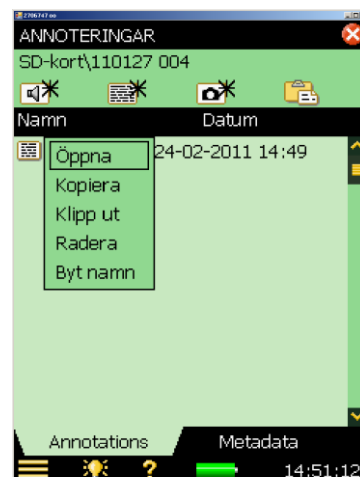 ANNOTERINGAR
SD-kort\110127 004
Namn Datum
Öppna 24-02-2011 14:49
Kopiera
Klipp ut
Radera
Byt namn
Annotations Metadata
? 14:51:12